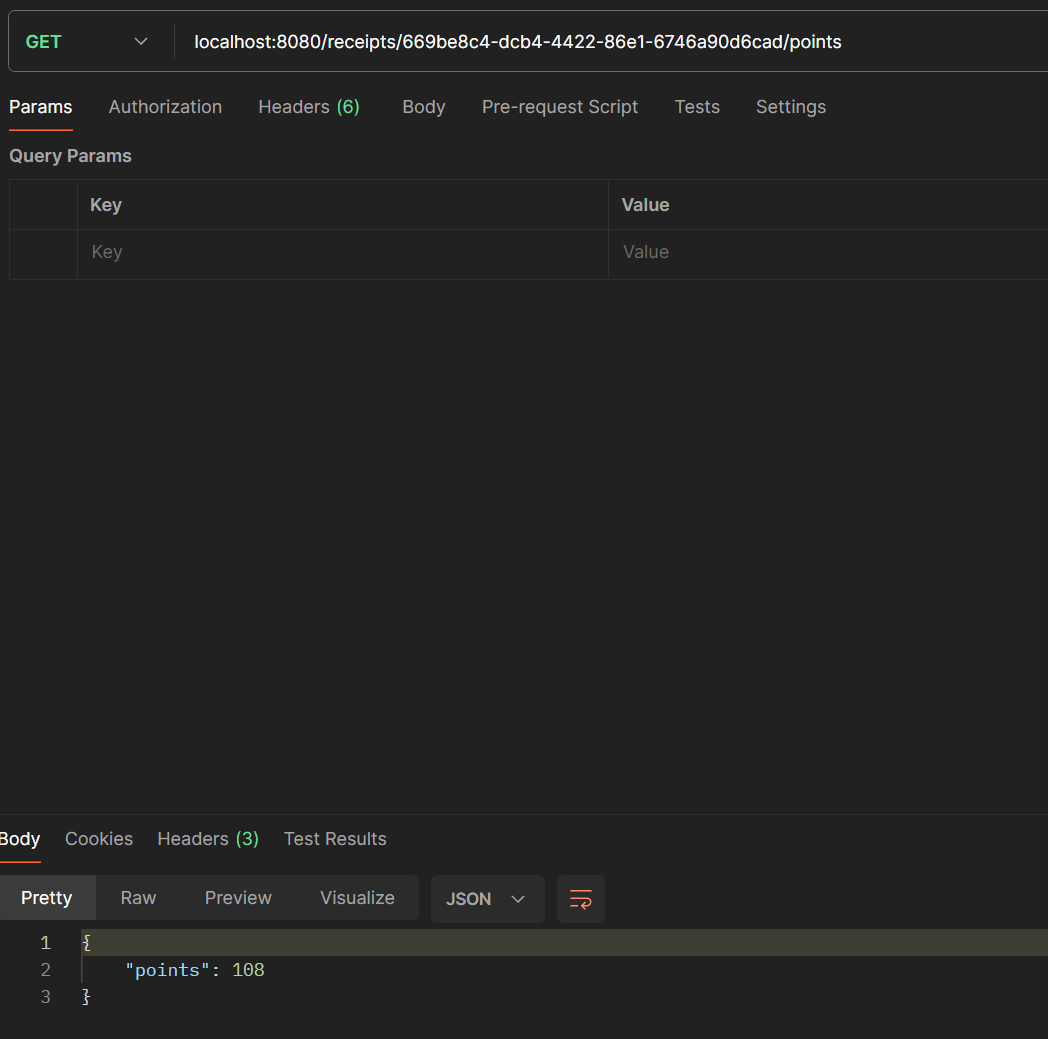 GET localhost:8080/receipts/669be8c4-dcb4-4422-86e1-6746a90d6cad/points
Params Authorization Headers (6) Body Pre-request Script Tests Settings
Query Params
Key Value
Key Value
Body Cookies Headers (3) Test Results
Pretty Raw Preview Visualize JSON
1 {
2 "points": 108
3 }